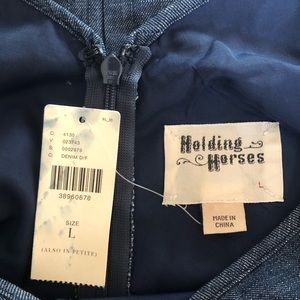 D: 4130
V: 023743
S: 0002879
C: DENIM D/F
38960878
SIZE
L
(ALSO IN PETITE)
Holding
Horses
L
MADE IN
CHINA